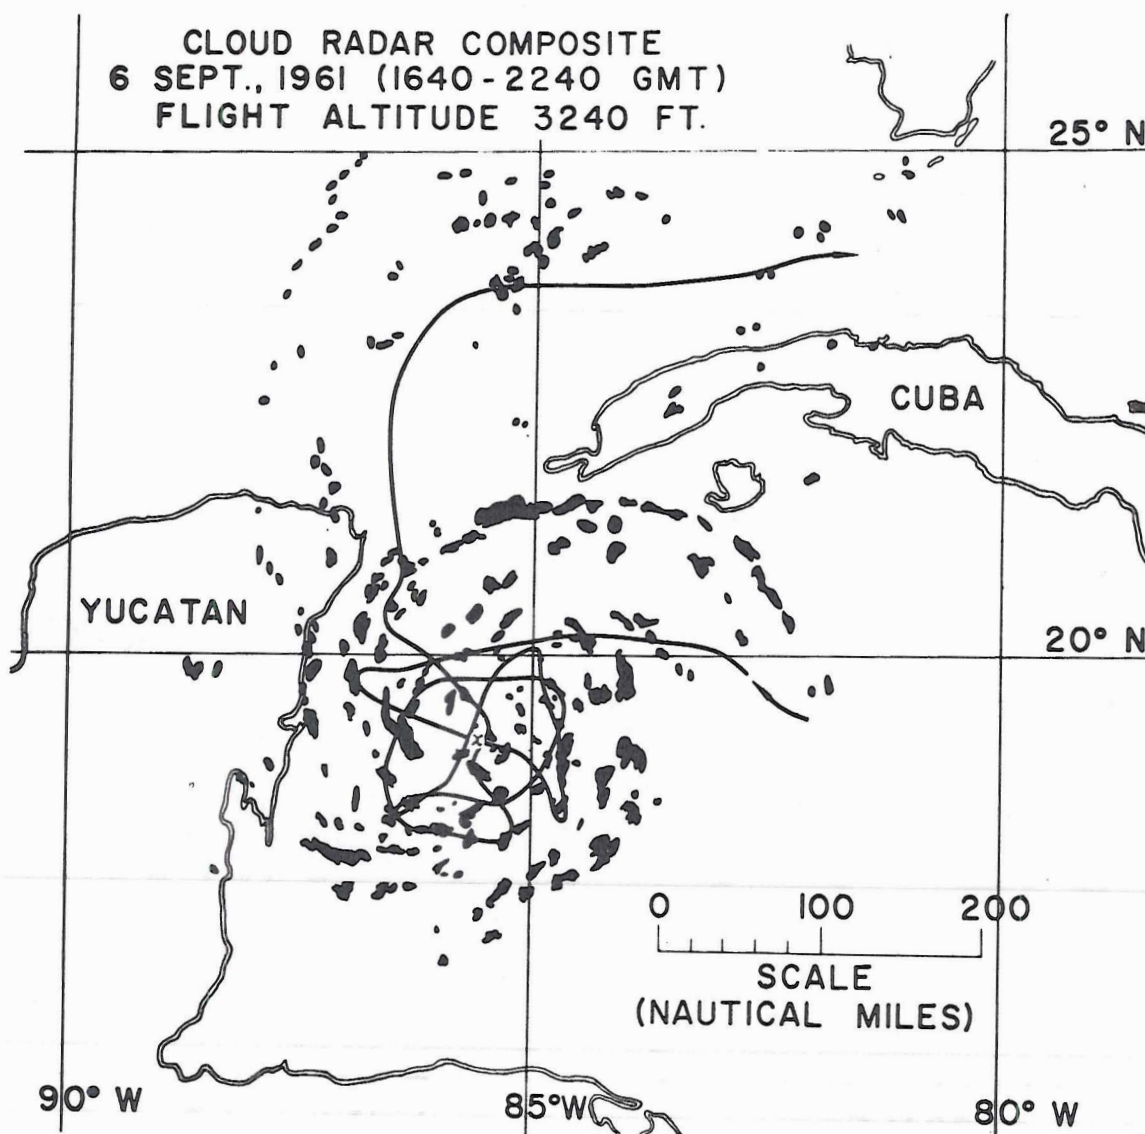 CLOUD RADAR COMPOSITE
6 SEPT., 1961 (1640-2240 GMT)
FLIGHT ALTITUDE 3240 FT.
25° N
CUBA
YUCATAN
20° N
x
0 100 200
SCALE
(NAUTICAL MILES)
90° W 85°W 80° W